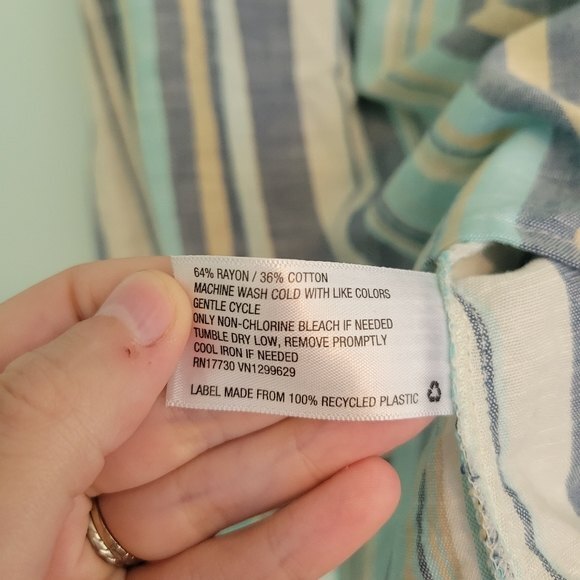 64% RAYON / 36% COTTON
MACHINE WASH COLD WITH LIKE COLORS
GENTLE CYCLE
ONLY NON-CHLORINE BLEACH IF NEEDED
TUMBLE DRY LOW, REMOVE PROMPTLY
COOL IRON IF NEEDED
RN17730 VN1299629
LABEL MADE FROM 100% RECYCLED PLASTIC